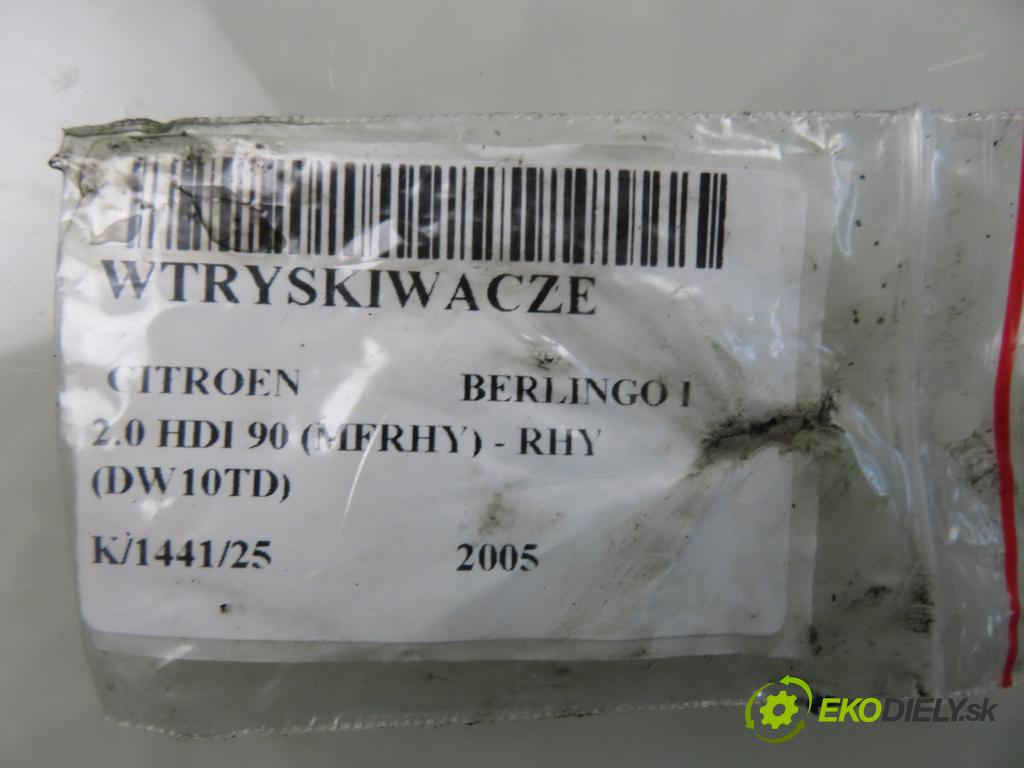 WTRYSKIWACZE
CITROEN BERLINGO I
2.0 HDI 90 (MFRHY) - RHY
(DW10TD)
K/1441/25 2005
EKODIELY.sk